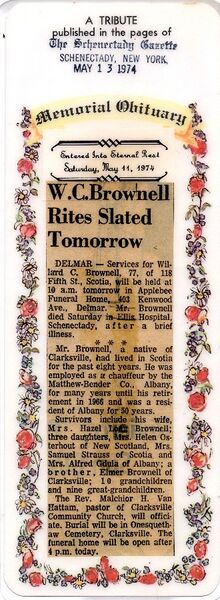 A TRIBUTE
published in the pages of
The Schenectady Gazette
SCHENECTADY, NEW YORK
MAY 13 1974
Memorial Obituary
Entered Into Eternal Rest
Saturday, May 11, 1974
W.C.Brownell
Rites Slated
Tomorrow
DELMAR — Services for Wil-
lard C. Brownell, 77, of 118
Fifth St., Scotia, will be held at
10 a.m. tomorrow in Applebee
Funeral Home, 403 Kenwood
Ave., Delmar. Mr. Brownell
died Saturday in Ellis Hospital,
Schenectady, after a brief
illness.
* * *
Mr. Brownell, a native of
Clarksville, had lived in Scotia
for the past eight years. He was
employed as a chauffeur by the
Matthew-Bender Co., Albany,
for many years until his retire-
ment in 1966 and was a resi-
dent of Albany for 50 years.
Survivors include his wife,
Mrs. Hazel Brownell;
three daughters, Mrs. Helen Os-
terhout of New Scotland, Mrs.
Samuel Strauss of Scotia and
Mrs. Alfred of Albany; a
brother, Elmer Brownell of
Clarksville; 10 grandchildren
and nine great-grandchildren.
The Rev. Malchior H. Van
Hattam, pastor of Clarksville
Community Church, will offici-
ate. Burial will be in Onesqueth-
aw Cemetery, Clarksville. The
funeral home will be open after
4 p.m. today.